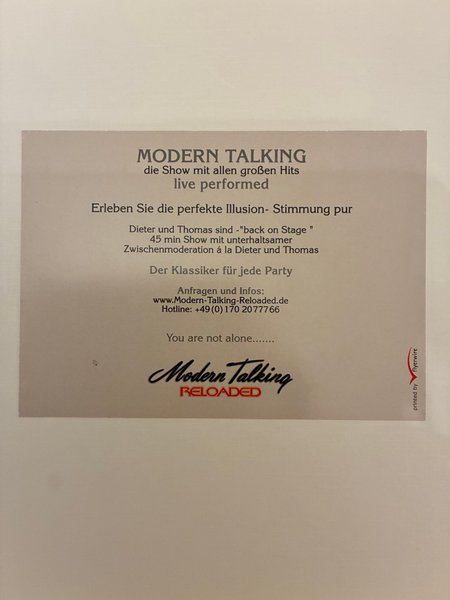 MODERN TALKING
die Show mit allen großen Hits
live performed
Erleben Sie die perfekte Illusion- Stimmung pur
Dieter und Thomas sind -"back on Stage "
45 min Show mit unterhaltsamer
Zwischenmoderation á la Dieter und Thomas
Der Klassiker für jede Party
Anfragen und Infos:
www.Modern-Talking-Reloaded.de
Hotline: +49(0)170 2077766
You are not alone.......
Modern Talking
RELOADED
printed by flyerwire